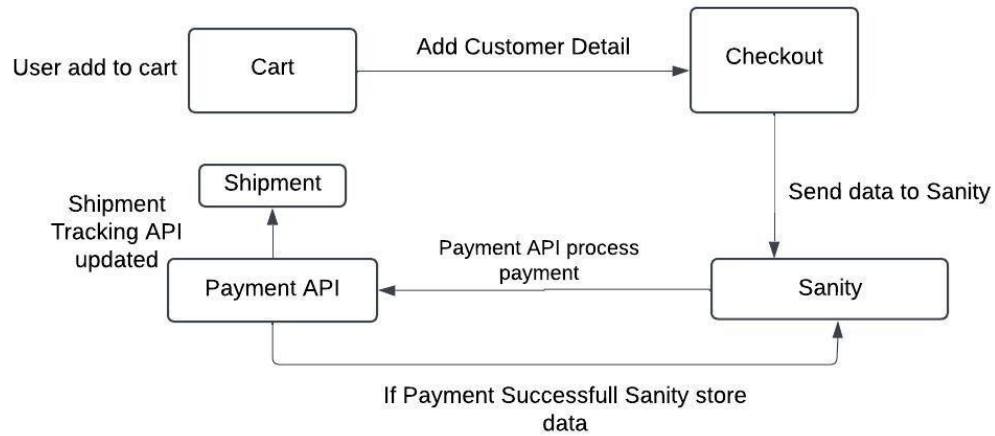 User add to cart
Cart
Add Customer Detail
Checkout
Send data to Sanity
Shipment
Shipment
Tracking API
updated
Payment API process
payment
Payment API
Sanity
If Payment Successfull Sanity store
data